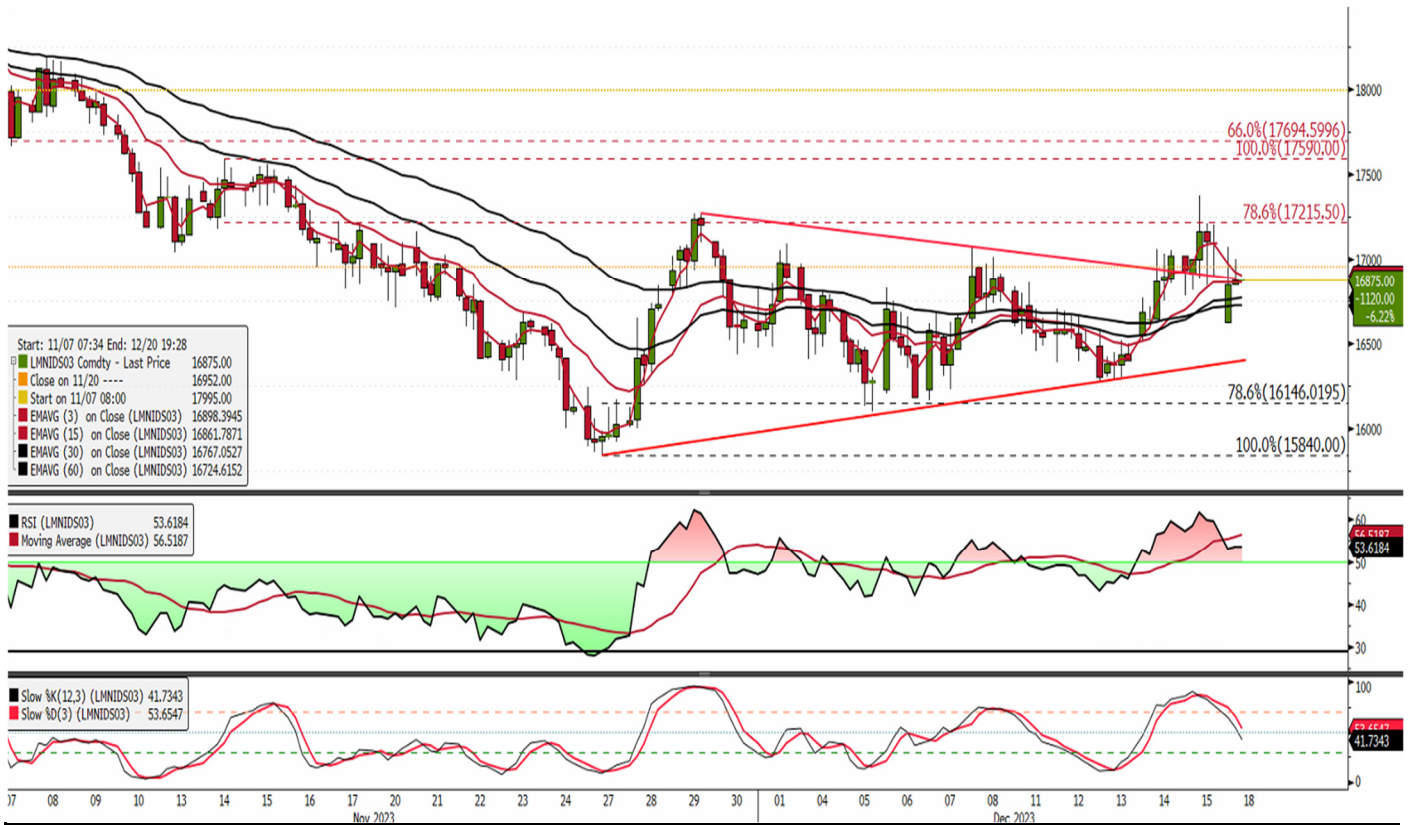 18000
66.0%(17694.5996)
100.0%(17590.00)
17500
78.6%(17215.50)
17000
16875.00
-1120.00
-6.22%
16500
78.6%(16146.0195)
16000
100.0%(15840.00)
Start: 11/07 07:34 End: 12/20 19:28
LMNIDS03 Comdty - Last Price 16875.00
Close on 11/20 ---- 16952.00
Start on 11/07 08:00 17995.00
EMAVG (3) on Close (LMNIDS03) 16898.3945
EMAVG (15) on Close (LMNIDS03) 16861.7871
EMAVG (30) on Close (LMNIDS03) 16767.0527
EMAVG (60) on Close (LMNIDS03) 16724.6152
RSI (LMNIDS03) 53.6184
Moving Average (LMNIDS03) 56.5187
60
56.5187
53.6184
50
40
30
Slow %K(12,3) (LMNIDS03) 41.7343
Slow %D(3) (LMNIDS03) 53.6547
100
53.6547
41.7343
0
07 08 09 10 13 14 15 16 17 20 21 22 23 24 27 28 29 30 01 04 05 06 07 08 11 12 13 14 15 18
Nov 2023 Dec 2023